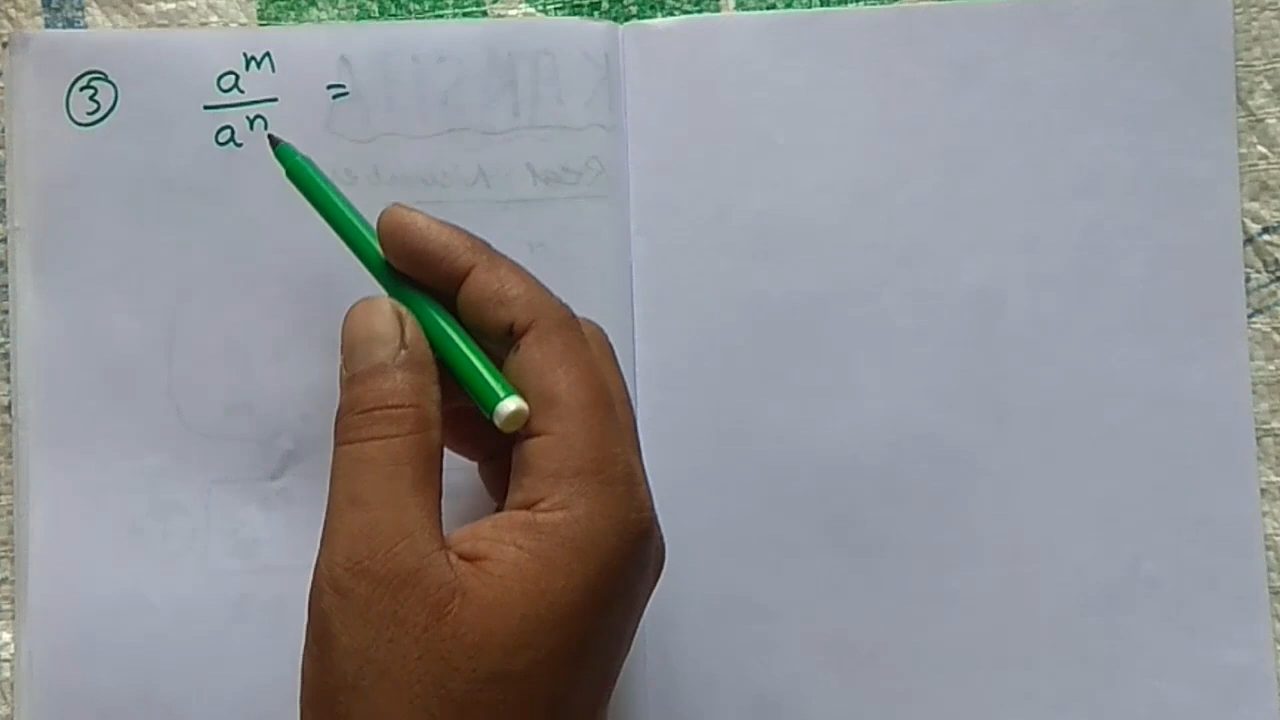 ③ a^m / a^n =